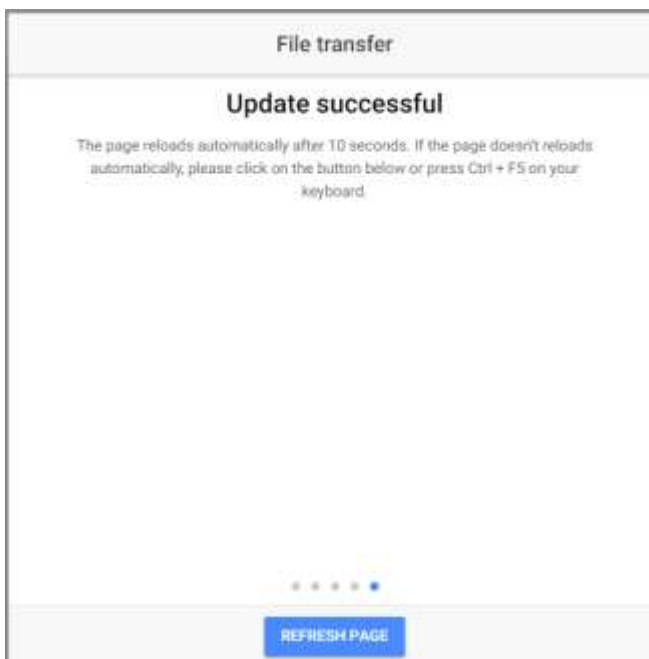 File transfer
Update successful
The page reloads automatically after 10 seconds. If the page doesn't reloads
automatically, please click on the button below or press Ctrl + F5 on your
keyboard.
REFRESH PAGE